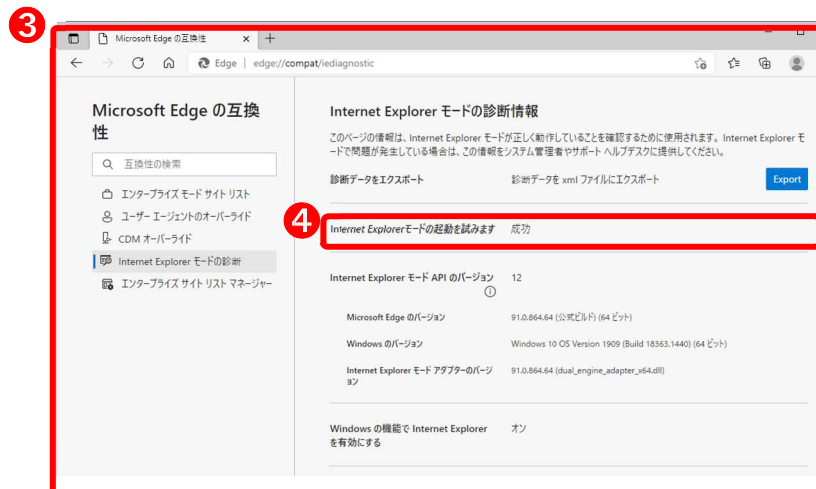 3
Microsoft Edge の互換性
Edge edge://compat/iediagnostic
Microsoft Edge の互換
性
互換性の検索
エンタープライズ モード サイト リスト
ユーザー エージェントのオーバーライド
CDM オーバーライド
Internet Explorer モードの診断
エンタープライズ サイト リスト マネージャー
Internet Explorer モードの診断情報
このページの情報は、Internet Explorer モードが正しく動作していることを確認するために使用されます。Internet Explorer モ
ードで問題が発生している場合は、この情報をシステム管理者やサポート ヘルプデスクに提供してください。
診断データをエクスポート 診断データを xml ファイルにエクスポート Export
4
Internet Explorerモードの起動を試みます 成功
Internet Explorer モード API のバージョン 12
Microsoft Edge のバージョン 91.0.864.64 (公式ビルド) (64 ビット)
Windows のバージョン Windows 10 OS Version 1909 (Build 18363.1440) (64 ビット)
Internet Explorer モード アダプターのバージ 91.0.864.64 (dual_engine_adapter_x64.dll)
ョン
Windows の機能で Internet Explorer オン
を有効にする